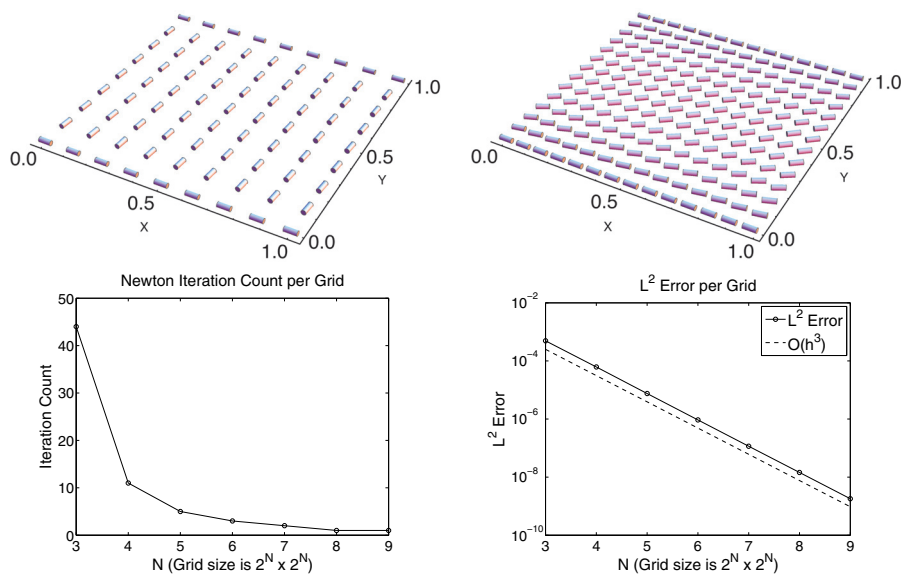 0.0
0.5
X
1.0
0.0
0.5
Y
1.0
0.0
0.5
X
1.0
0.0
0.5
Y
1.0
Newton Iteration Count per Grid
50
40
30
20
10
0
Iteration Count
3 4 5 6 7 8 9
N (Grid size is 2^N x 2^N)
L^2 Error per Grid
10^-2
10^-4
10^-6
10^-8
10^-10
L^2 Error
L^2 Error
O(h^3)
3 4 5 6 7 8 9
N (Grid size is 2^N x 2^N)